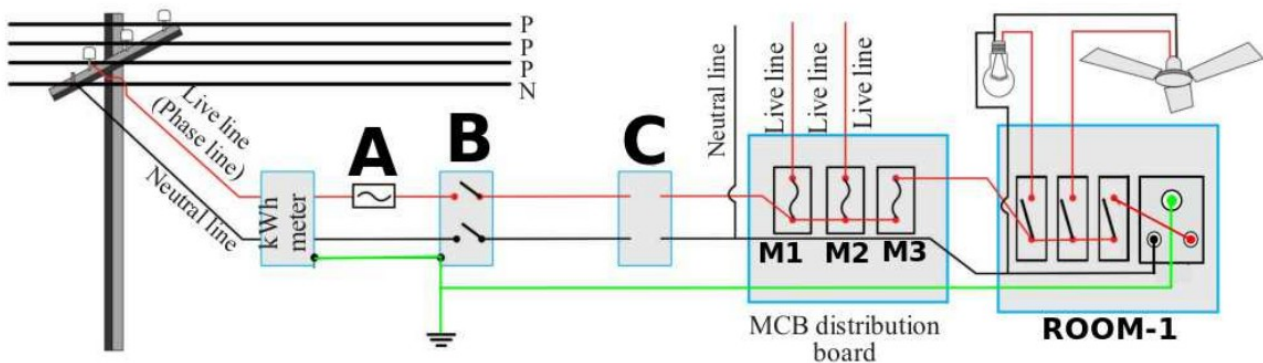 P
P
P
N
Live line
(Phase line)
Neutral line
kWh
meter
A
B
C
Neutral line
Live line
Live line
Live line
M1
M2
M3
MCB distribution
board
ROOM-1